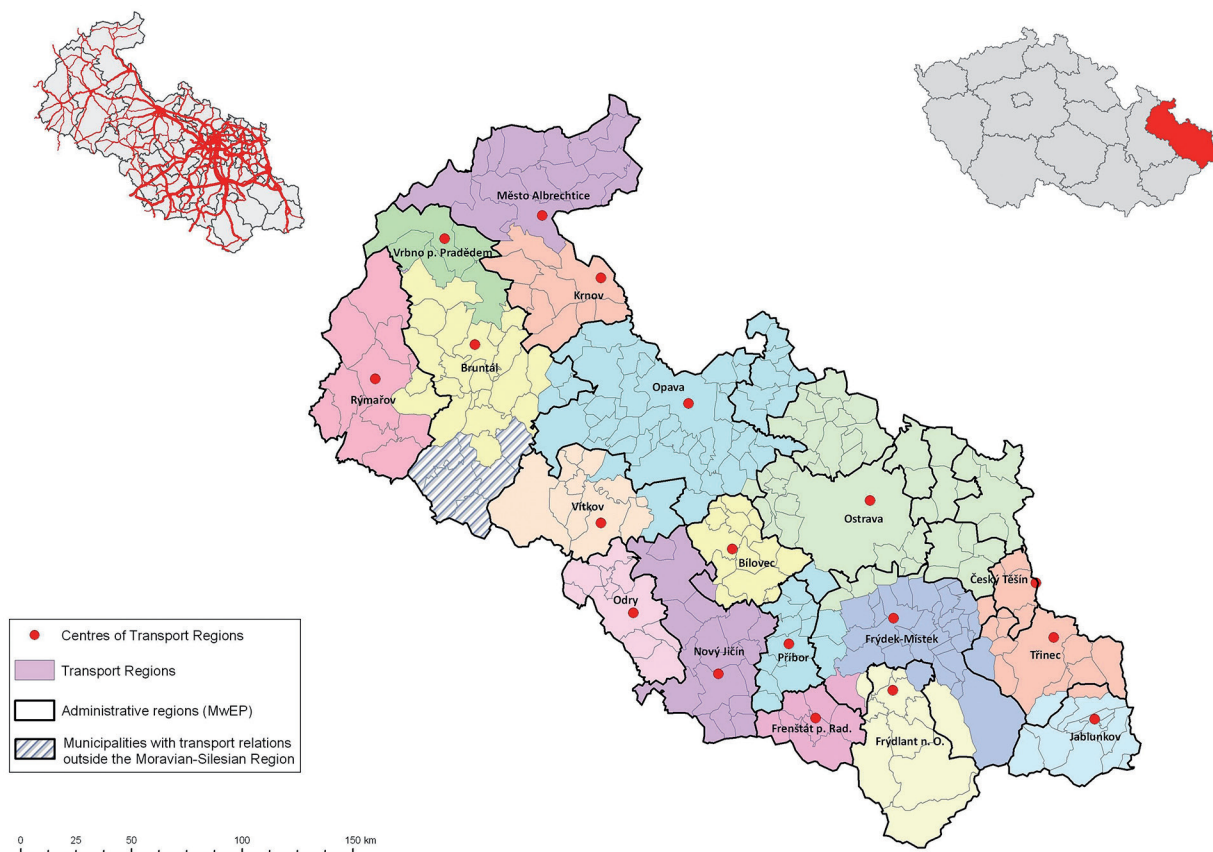 Město Albrechtice
Vrbno p. Pradědem
Krnov
Bruntál
Rýmařov
Opava
Vítkov
Ostrava
Bílovec
Český Těšín
Odry
Frýdek-Místek
Nový Jičín
Příbor
Třinec
Frenštát p. Rad.
Frýdlant n. O.
Jablunkov
Centres of Transport Regions
Transport Regions
Administrative regions (MwEP)
Municipalities with transport relations
outside the Moravian-Silesian Region
0 25 50 100 150 km